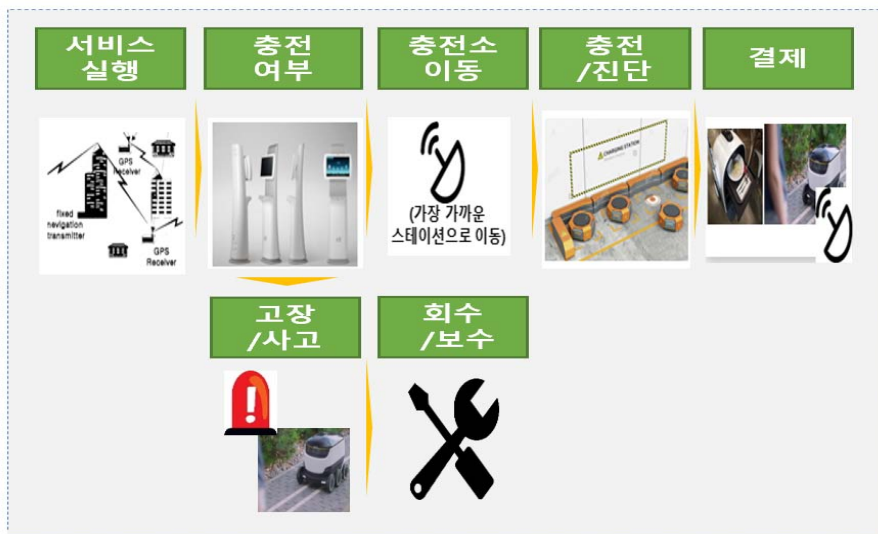 서비스
실행
충전
여부
충전소
이동
충전
/진단
결제
GPS
Receiver
fixed
navigation
transmitter
GPS
Receiver
(가장 가까운
스테이션으로 이동)
CHARGING STATION
고장
/사고
회수
/보수